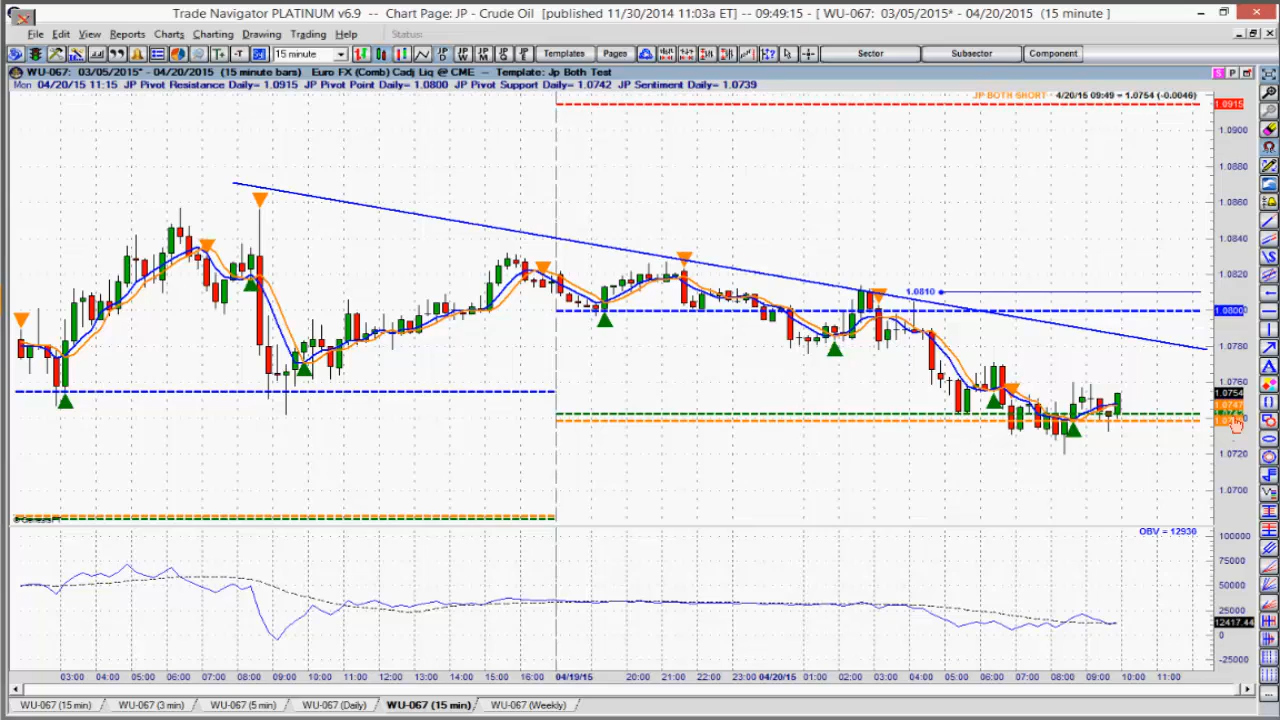 Trade Navigator PLATINUM v6.9 -- Chart Page: JP - Crude Oil [published 11/30/2014 11:03a ET] -- 09:49:15 - [ WU-067: 03/05/2015* - 04/20/2015 (15 minute ) ]
File Edit View Reports Charts Charting Drawing Trading Help Status:
15 minute Templates Pages Sector Subsector Component
WU-067: 03/05/2015* - 04/20/2015 (15 minute bars) Euro FX (Comb) Cadj Liq @ CME -- Template: Jp Both Test
Mon 04/20/15 11:15 JP Pivot Resistance Daily= 1.0915 JP Pivot Point Daily= 1.0800 JP Pivot Support Daily= 1.0742 JP Sentiment Daily= 1.0739
JP BOTH SHORT - 4/20/15 09:49 = 1.0754 (-0.0046)
1.0915
1.0900
1.0880
1.0860
1.0840
1.0820
1.0810
1.0800
1.0780
1.0760
1.0754
1.0747
1.0720
1.0700
OBV = 12936
100000
75000
50000
25000
12417.44
0
-25000
03:00 04:00 05:00 06:00 07:00 08:00 09:00 10:00 11:00 12:00 13:00 14:00 15:00 16:00 04/19/15 20:00 21:00 22:00 23:00 04/20/15 01:00 02:00 03:00 04:00 05:00 06:00 07:00 08:00 09:00 10:00 11:00
WU-067 (15 min) WU-067 (3 min) WU-067 (5 min) WU-067 (Daily) WU-067 (15 min) WU-067 (Weekly)